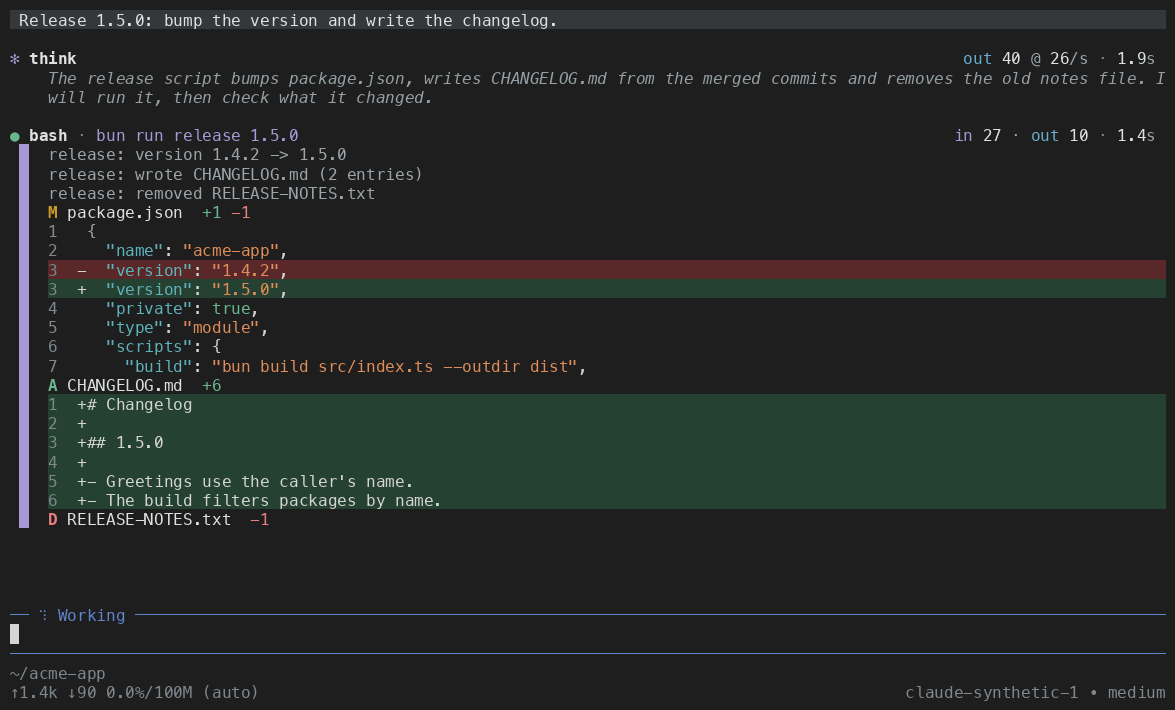 Release 1.5.0: bump the version and write the changelog.
✻ think out 40 @ 26/s · 1.9s
The release script bumps package.json, writes CHANGELOG.md from the merged commits and removes the old notes file. I
will run it, then check what it changed.
● bash · bun run release 1.5.0 in 27 · out 10 · 1.4s
release: version 1.4.2 -> 1.5.0
release: wrote CHANGELOG.md (2 entries)
release: removed RELEASE-NOTES.txt
M package.json +1 -1
1 {
2 "name": "acme-app",
3 - "version": "1.4.2",
3 + "version": "1.5.0",
4 "private": true,
5 "type": "module",
6 "scripts": {
7 "build": "bun build src/index.ts --outdir dist",
A CHANGELOG.md +6
1 +# Changelog
2 +
3 +## 1.5.0
4 +
5 +- Greetings use the caller's name.
6 +- The build filters packages by name.
D RELEASE-NOTES.txt -1
Working
~/acme-app
↑1.4k ↓90 0.0%/100M (auto) claude-synthetic-1 • medium